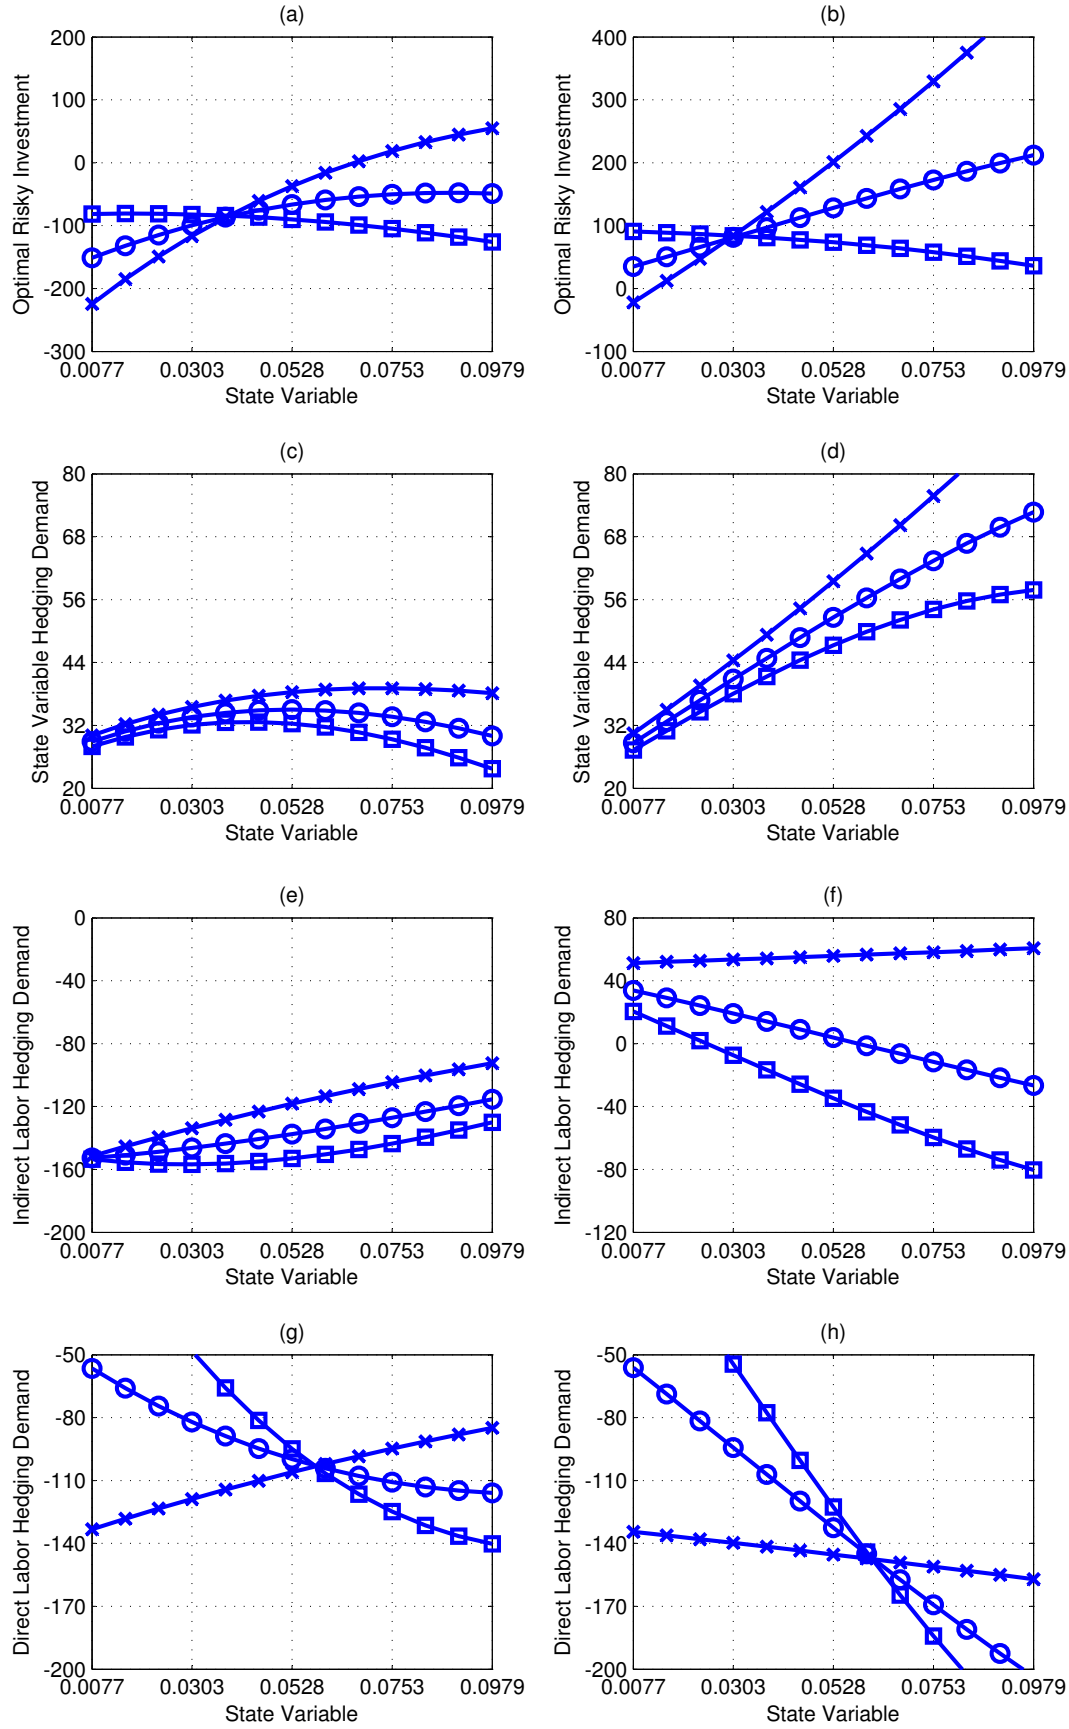 (a)
200
100
0
-100
-200
-300
0.0077 0.0303 0.0528 0.0753 0.0979
State Variable
Optimal Risky Investment
(b)
400
300
200
100
0
-100
0.0077 0.0303 0.0528 0.0753 0.0979
State Variable
Optimal Risky Investment
(c)
80
68
56
44
32
20
0.0077 0.0303 0.0528 0.0753 0.0979
State Variable
State Variable Hedging Demand
(d)
80
68
56
44
32
20
0.0077 0.0303 0.0528 0.0753 0.0979
State Variable
State Variable Hedging Demand
(e)
0
-40
-80
-120
-160
-200
0.0077 0.0303 0.0528 0.0753 0.0979
State Variable
Indirect Labor Hedging Demand
(f)
80
40
0
-40
-80
-120
0.0077 0.0303 0.0528 0.0753 0.0979
State Variable
Indirect Labor Hedging Demand
(g)
-50
-80
-110
-140
-170
-200
0.0077 0.0303 0.0528 0.0753 0.0979
State Variable
Direct Labor Hedging Demand
(h)
-50
-80
-110
-140
-170
-200
0.0077 0.0303 0.0528 0.0753 0.0979
State Variable
Direct Labor Hedging Demand